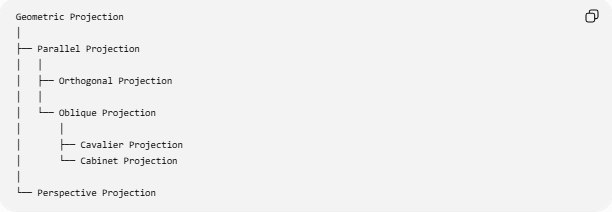 Geometric Projection
│
├── Parallel Projection
│   │
│   ├── Orthogonal Projection
│   │
│   └── Oblique Projection
│       │
│       ├── Cavalier Projection
│       └── Cabinet Projection
│
└── Perspective Projection